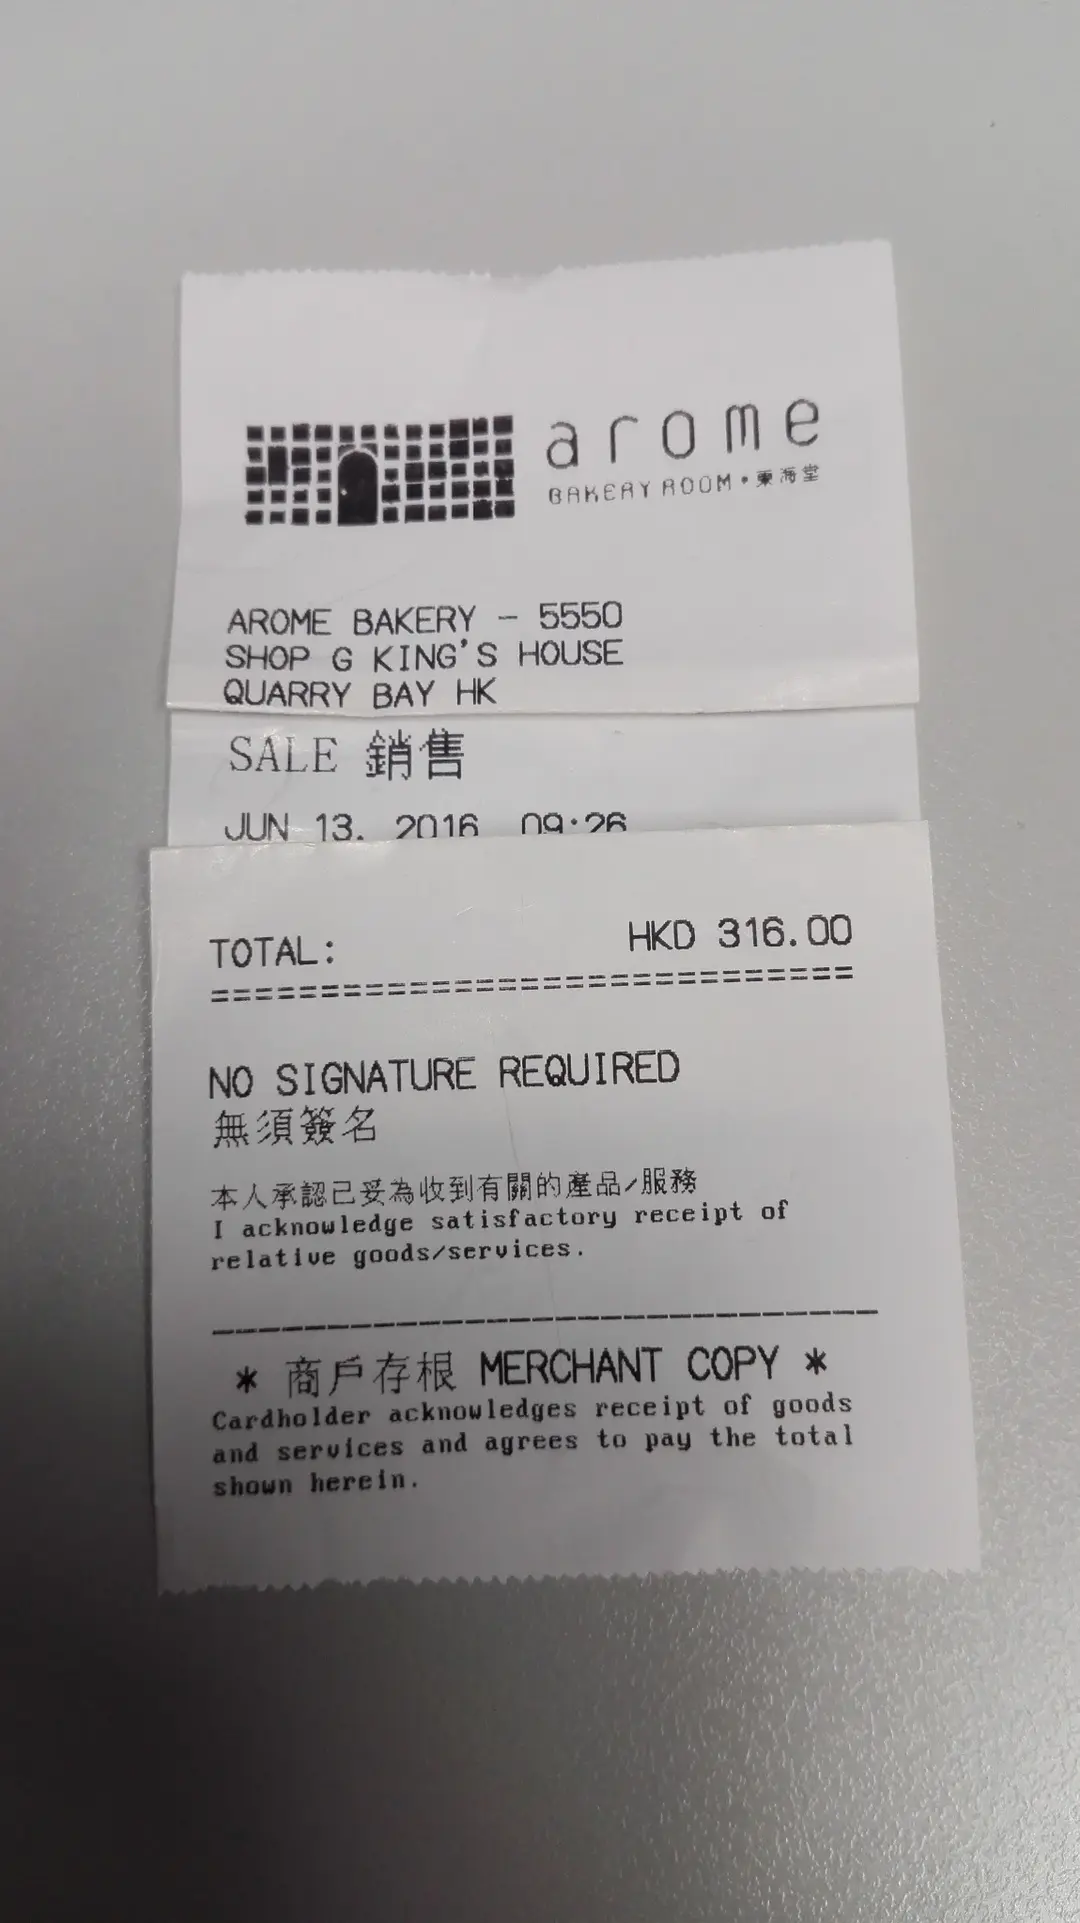 arome
BAKERY ROOM • 東海堂
AROME BAKERY - 5550
SHOP G KING'S HOUSE
QUARRY BAY HK
SALE 銷售
JUN 13, 2016 09:26
TOTAL: HKD 316.00
==============================
NO SIGNATURE REQUIRED
無須簽名
本人承認已妥為收到有關的產品/服務
I acknowledge satisfactory receipt of
relative goods/services.
------------------------------
* 商戶存根 MERCHANT COPY *
Cardholder acknowledges receipt of goods
and services and agrees to pay the total
shown herein.